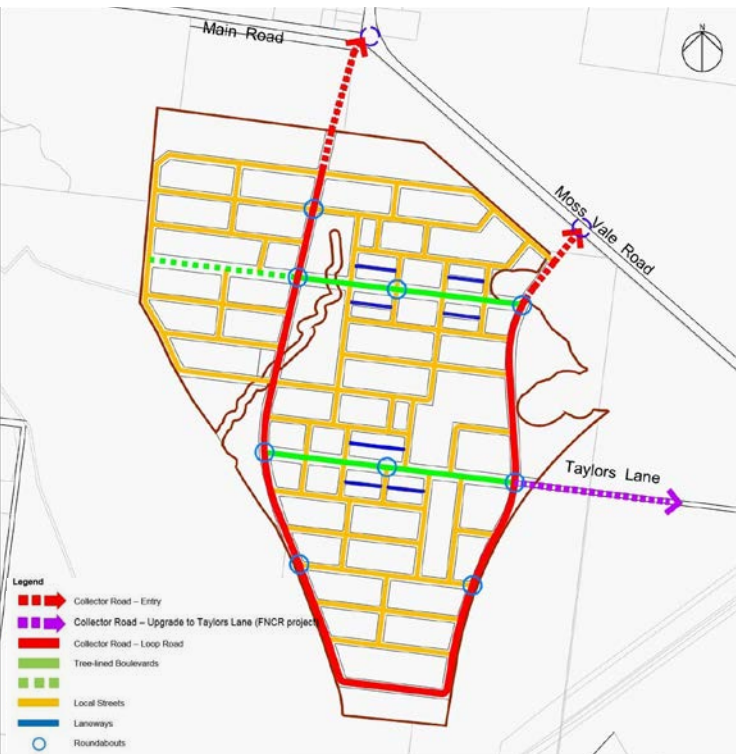 Main Road
N
Moss Vale Road
Taylors Lane
Legend
Collector Road – Entry
Collector Road – Upgrade to Taylors Lane (FNCR project)
Collector Road – Loop Road
Tree-lined Boulevards
Local Streets
Laneways
Roundabouts